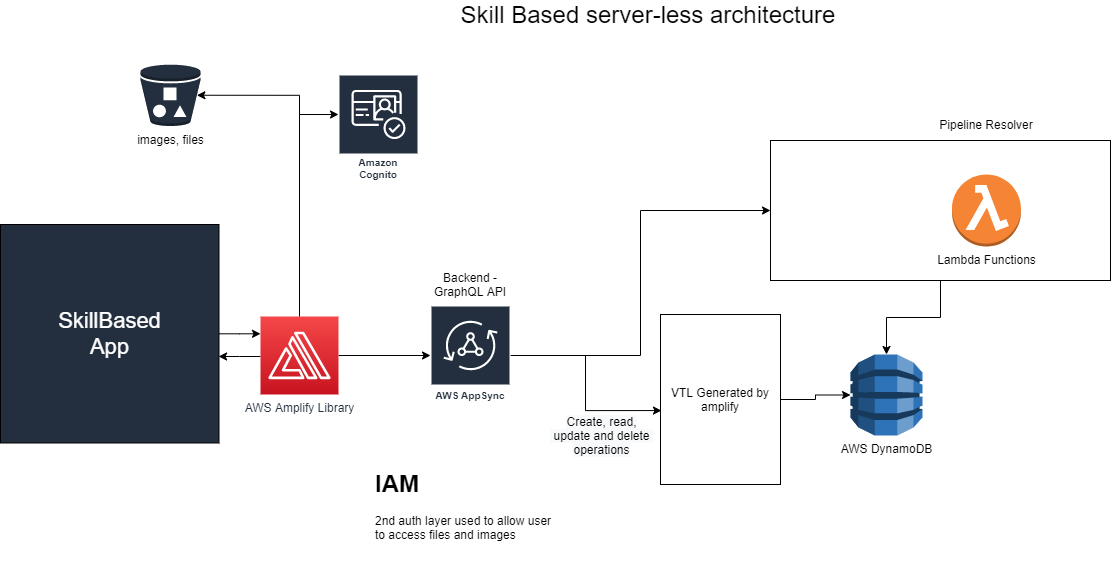 Skill Based server-less architecture
images, files
Amazon
Cognito
Pipeline Resolver
Lambda Functions
SkillBased
App
AWS Amplify Library
Backend -
GraphQL API
AWS AppSync
Create, read,
update and delete
operations
VTL Generated by
amplify
AWS DynamoDB
IAM
2nd auth layer used to allow user
to access files and images